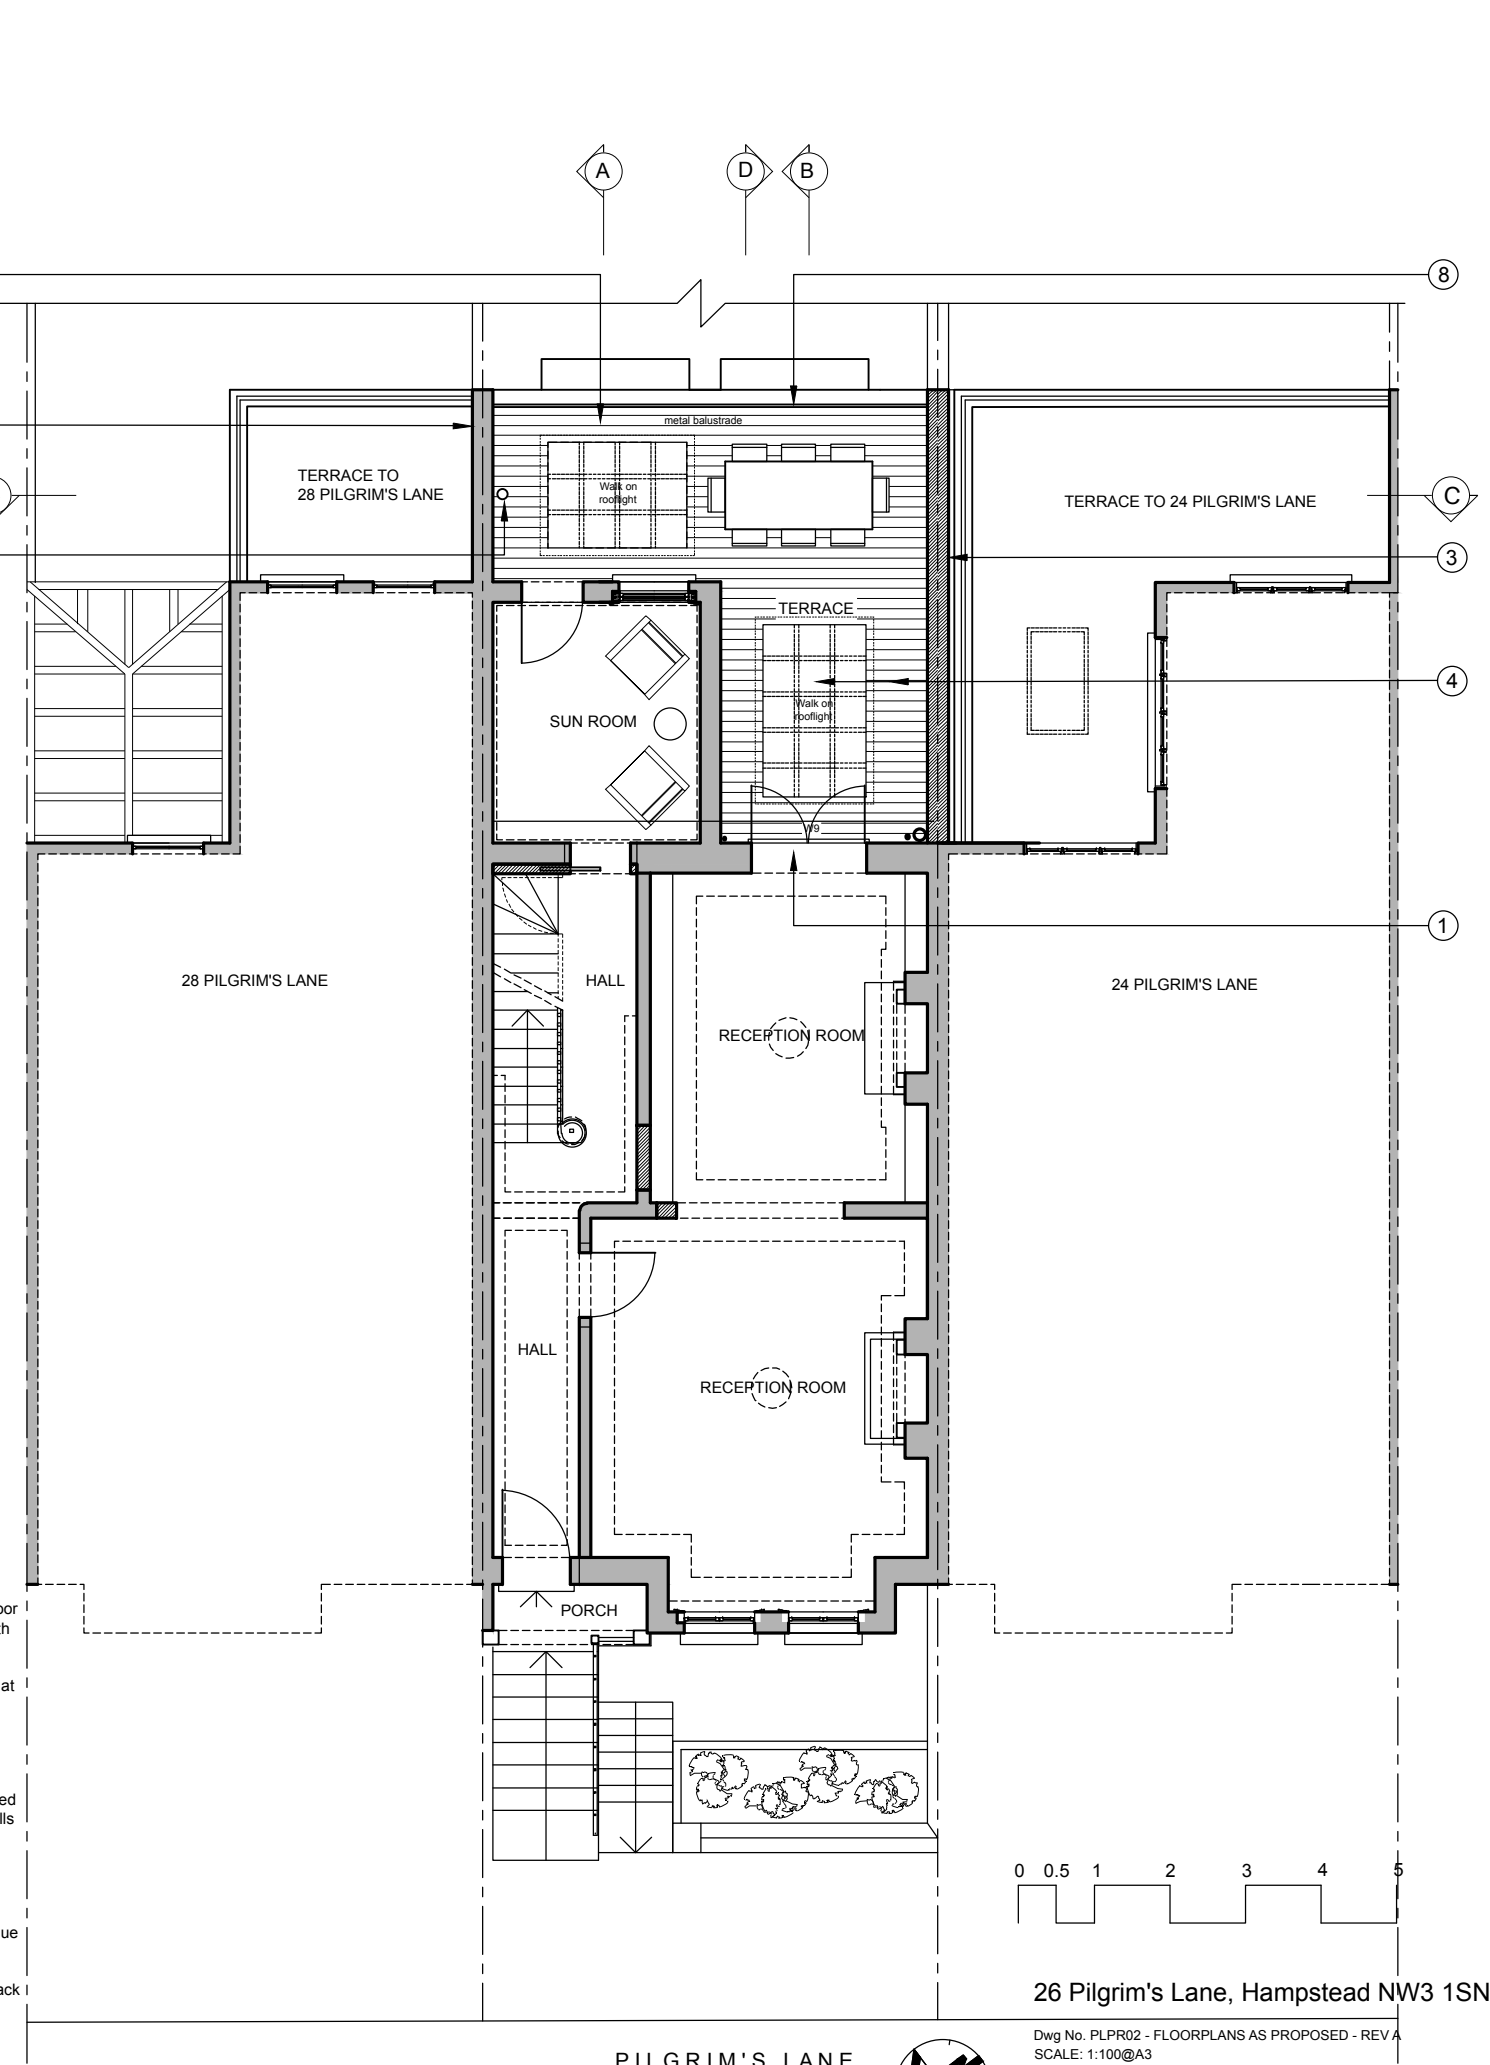 A
D
B
8
metal balustrade
TERRACE TO
28 PILGRIM'S LANE
Walk on
rooflight
TERRACE TO 24 PILGRIM'S LANE
C
3
TERRACE
4
Walk on
rooflight
SUN ROOM
W9
1
28 PILGRIM'S LANE
HALL
24 PILGRIM'S LANE
RECEPTION ROOM
HALL
RECEPTION ROOM
PORCH
at
0 0.5 1 2 3 4 5
26 Pilgrim's Lane, Hampstead NW3 1SN
Dwg No. PLPR02 - FLOORPLANS AS PROPOSED - REV A
SCALE: 1:100@A3
PILGRIM'S LANE